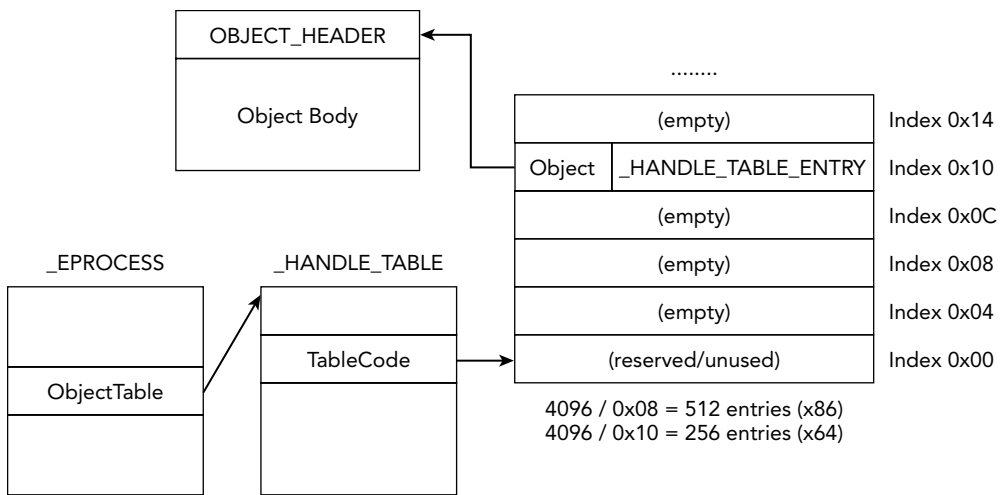 OBJECT_HEADER
Object Body
........
(empty) Index 0x14
Object _HANDLE_TABLE_ENTRY Index 0x10
(empty) Index 0x0C
(empty) Index 0x08
(empty) Index 0x04
(reserved/unused) Index 0x00
_EPROCESS
ObjectTable
_HANDLE_TABLE
TableCode
4096 / 0x08 = 512 entries (x86)
4096 / 0x10 = 256 entries (x64)